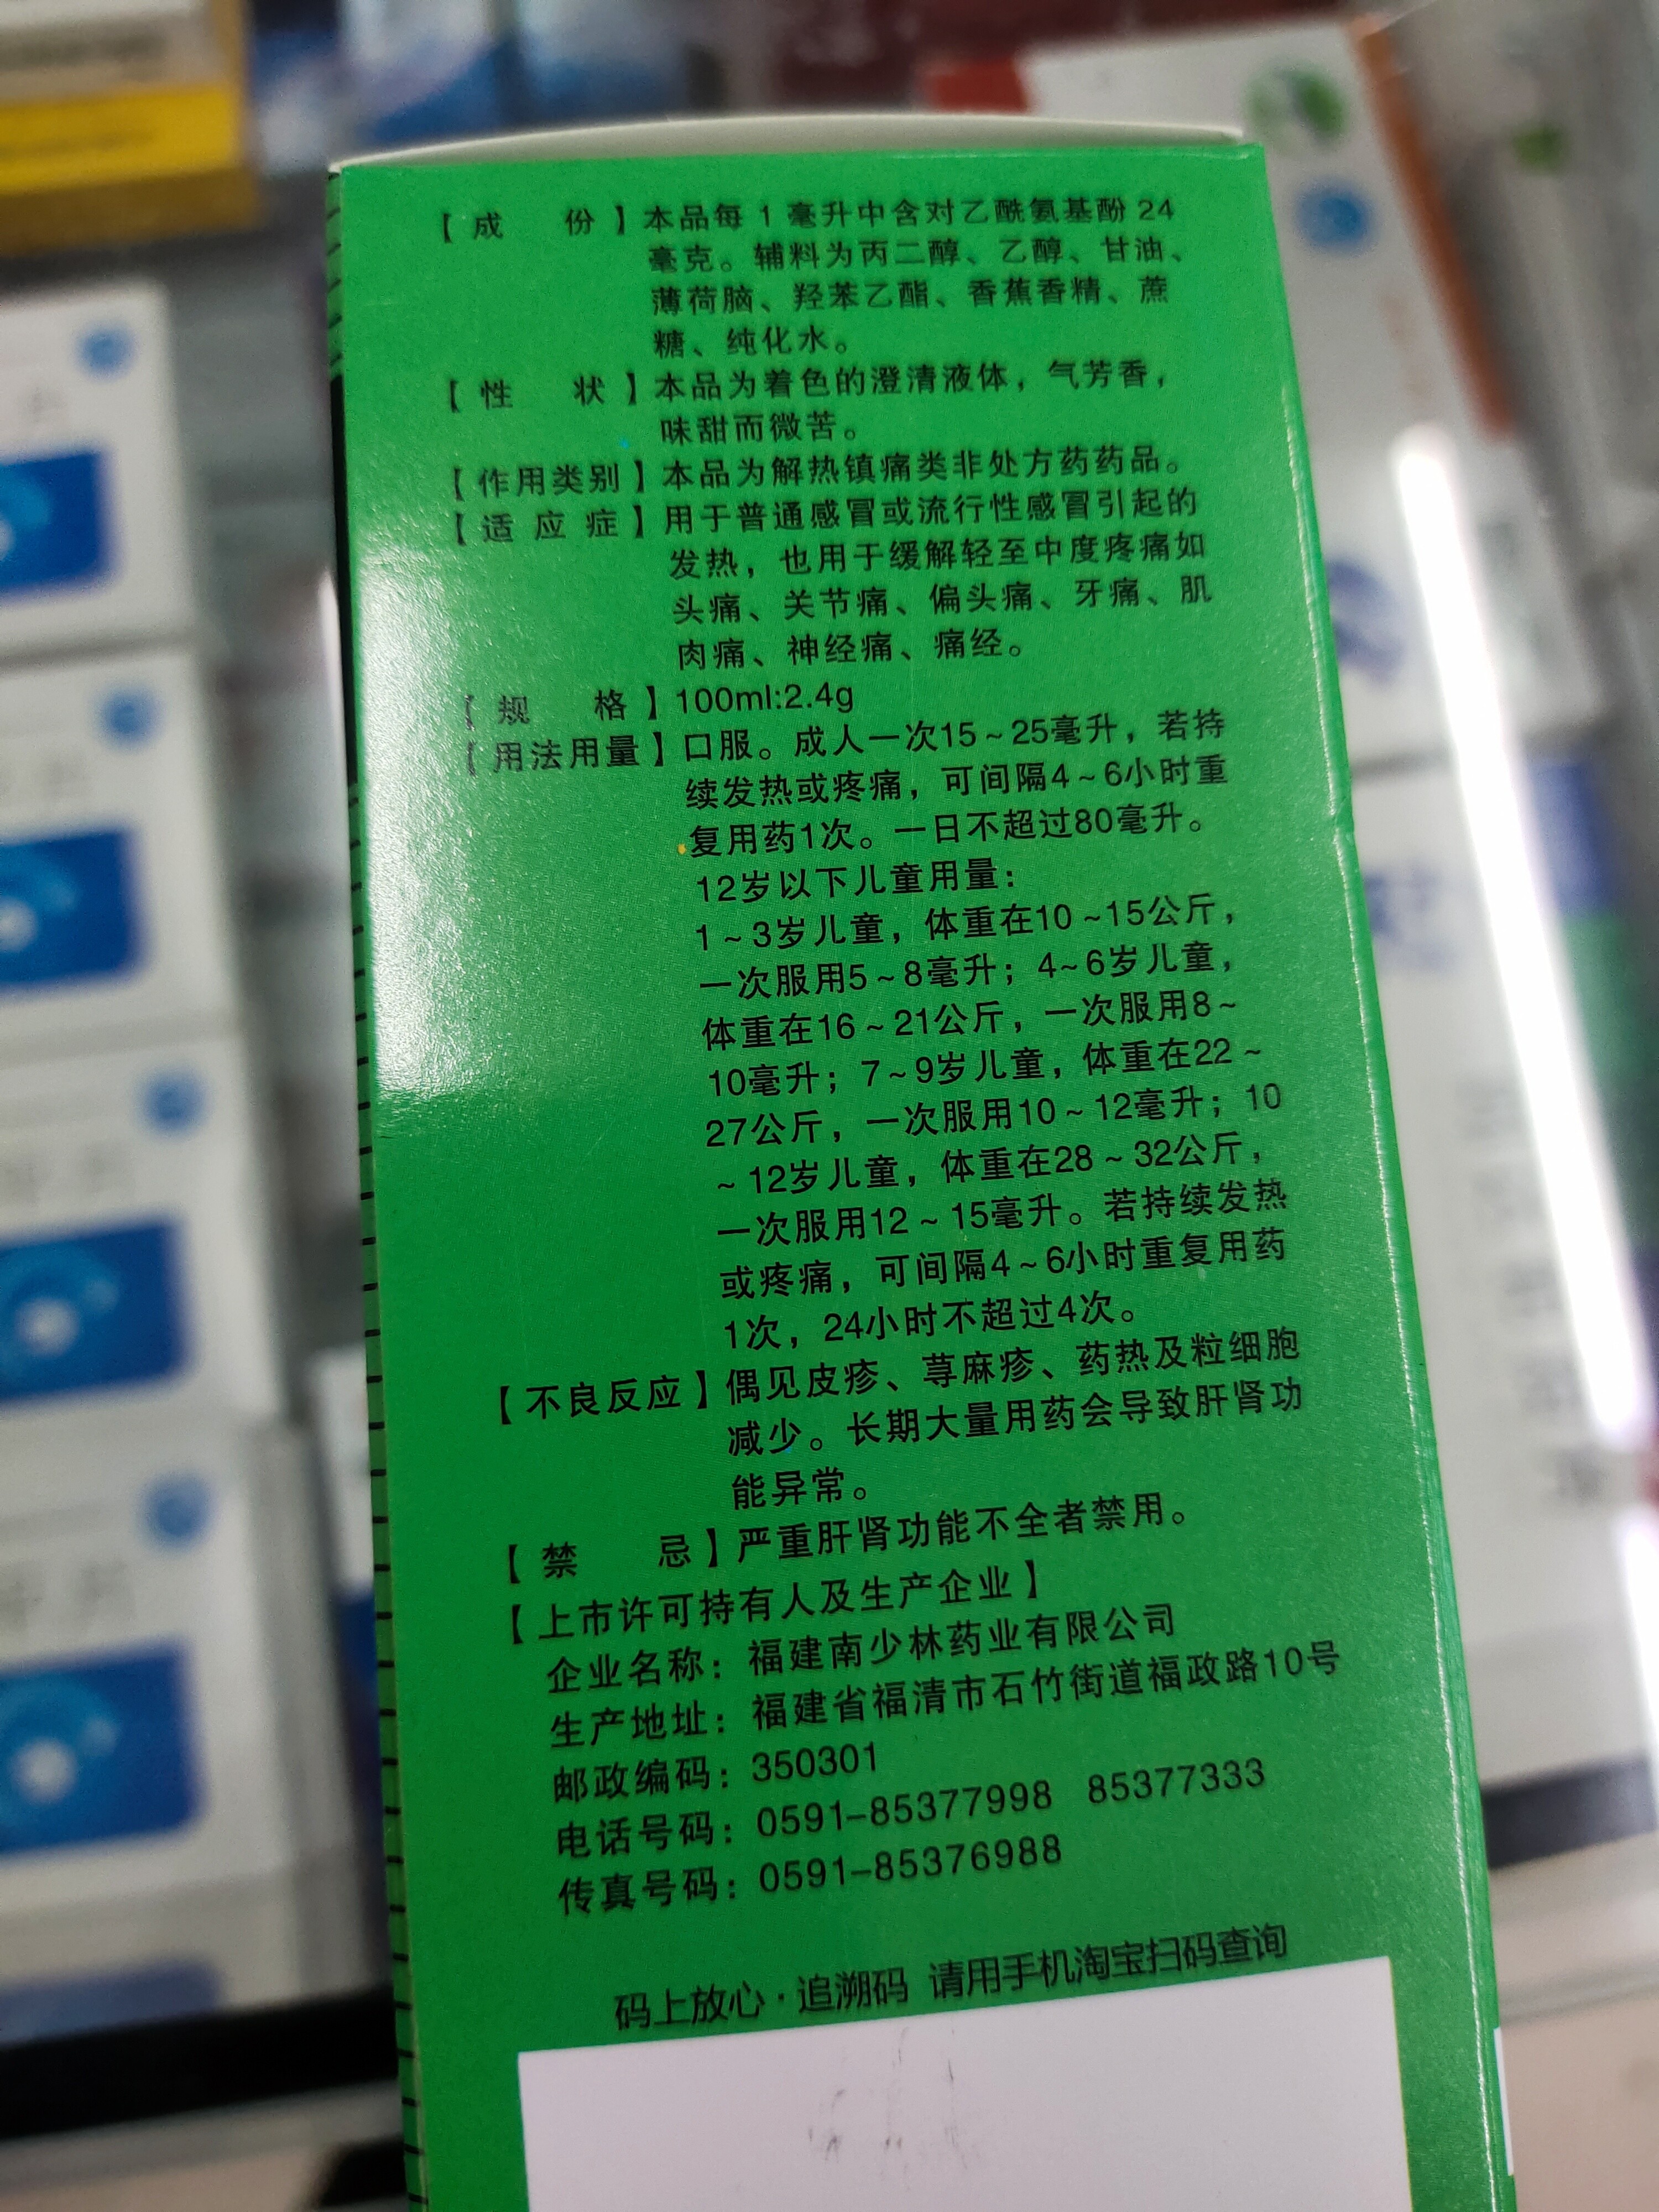 【成份】本品每1毫升中含对乙酰氨基酚24
毫克。辅料为丙二醇、乙醇、甘油、
薄荷脑、羟苯乙酯、香蕉香精、蔗
糖、纯化水。
【性状】本品为着色的澄清液体，气芳香，
味甜而微苦。
【作用类别】本品为解热镇痛类非处方药药品。
【适应症】用于普通感冒或流行性感冒引起的
发热，也用于缓解轻至中度疼痛如
头痛、关节痛、偏头痛、牙痛、肌
肉痛、神经痛、痛经。
【规格】100ml:2.4g
【用法用量】口服。成人一次15~25毫升，若持
续发热或疼痛，可间隔4~6小时重
复用药1次。一日不超过80毫升。
12岁以下儿童用量：
1~3岁儿童，体重在10~15公斤，
一次服用5~8毫升；4~6岁儿童，
体重在16~21公斤，一次服用8~
10毫升；7~9岁儿童，体重在22~
27公斤，一次服用10~12毫升；10
~12岁儿童，体重在28~32公斤，
一次服用12~15毫升。若持续发热
或疼痛，可间隔4~6小时重复用药
1次，24小时不超过4次。
【不良反应】偶见皮疹、荨麻疹、药热及粒细胞
减少。长期大量用药会导致肝肾功
能异常。
【禁忌】严重肝肾功能不全者禁用。
【上市许可持有人及生产企业】
企业名称：福建南少林药业有限公司
生产地址：福建省福清市石竹街道福政路10号
邮政编码：350301
电话号码：0591-85377998 85377333
传真号码：0591-85376988
码上放心·追溯码 请用手机淘宝扫码查询